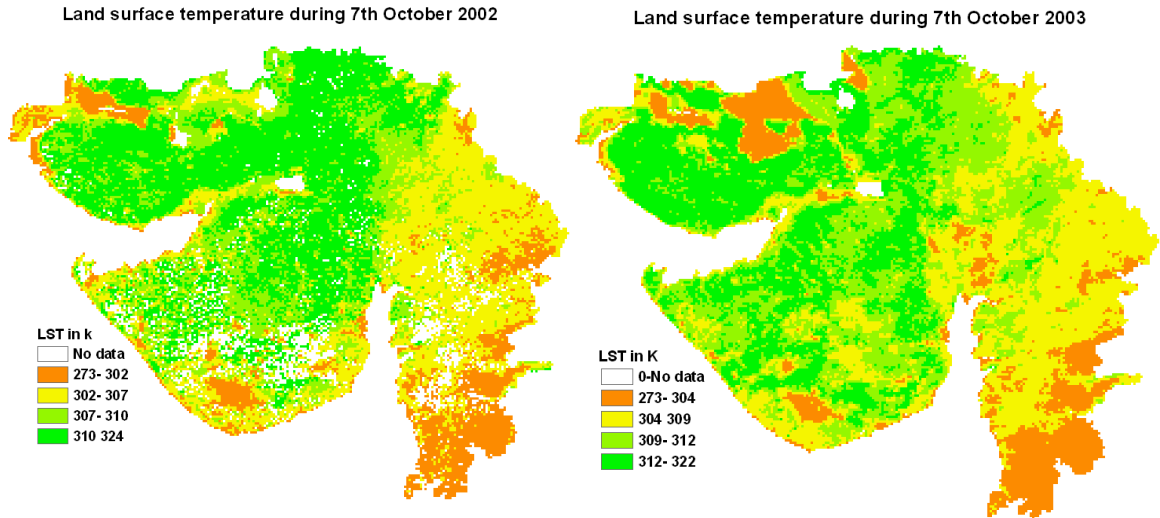 Land surface temperature during 7th October 2002
Land surface temperature during 7th October 2003
LST in k
No data
273- 302
302- 307
307- 310
310 324
LST in K
0-No data
273- 304
304 309
309- 312
312- 322